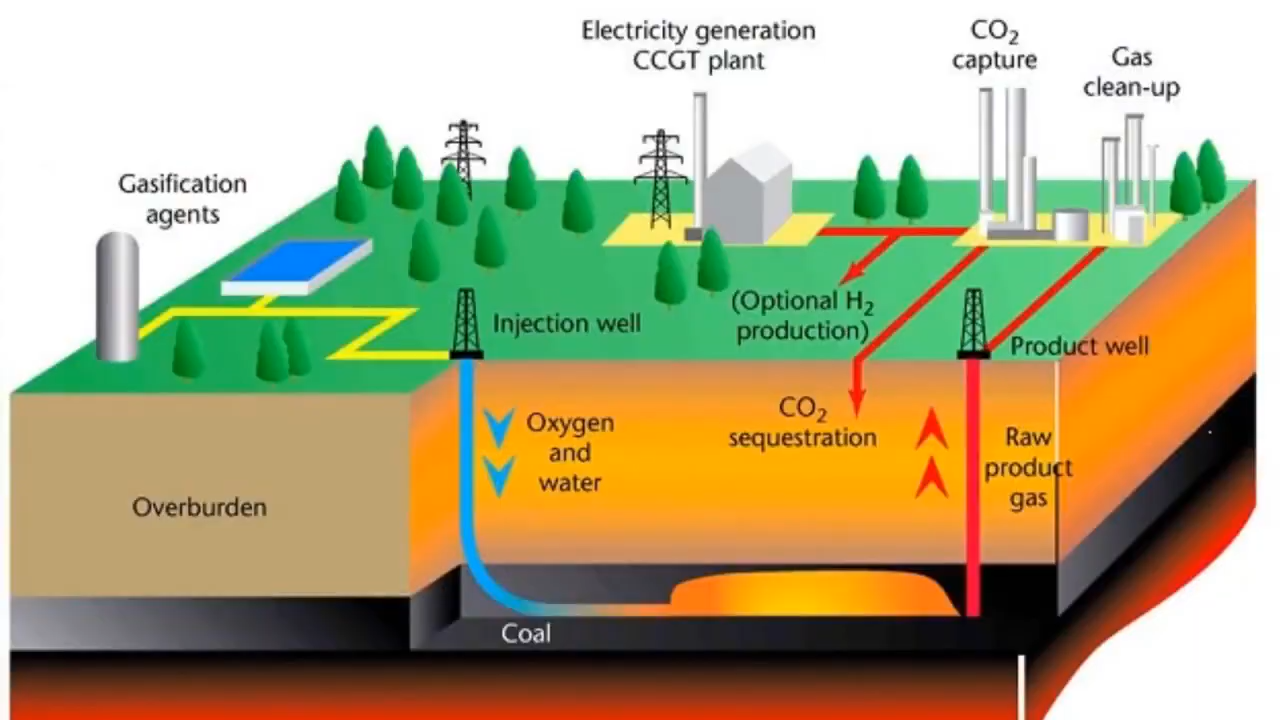 Electricity generation
CCGT plant
CO₂
capture
Gas
clean-up
Gasification
agents
Injection well
(Optional H₂
production)
Product well
CO₂
sequestration
Oxygen
and
water
Raw
product
gas
Overburden
Coal